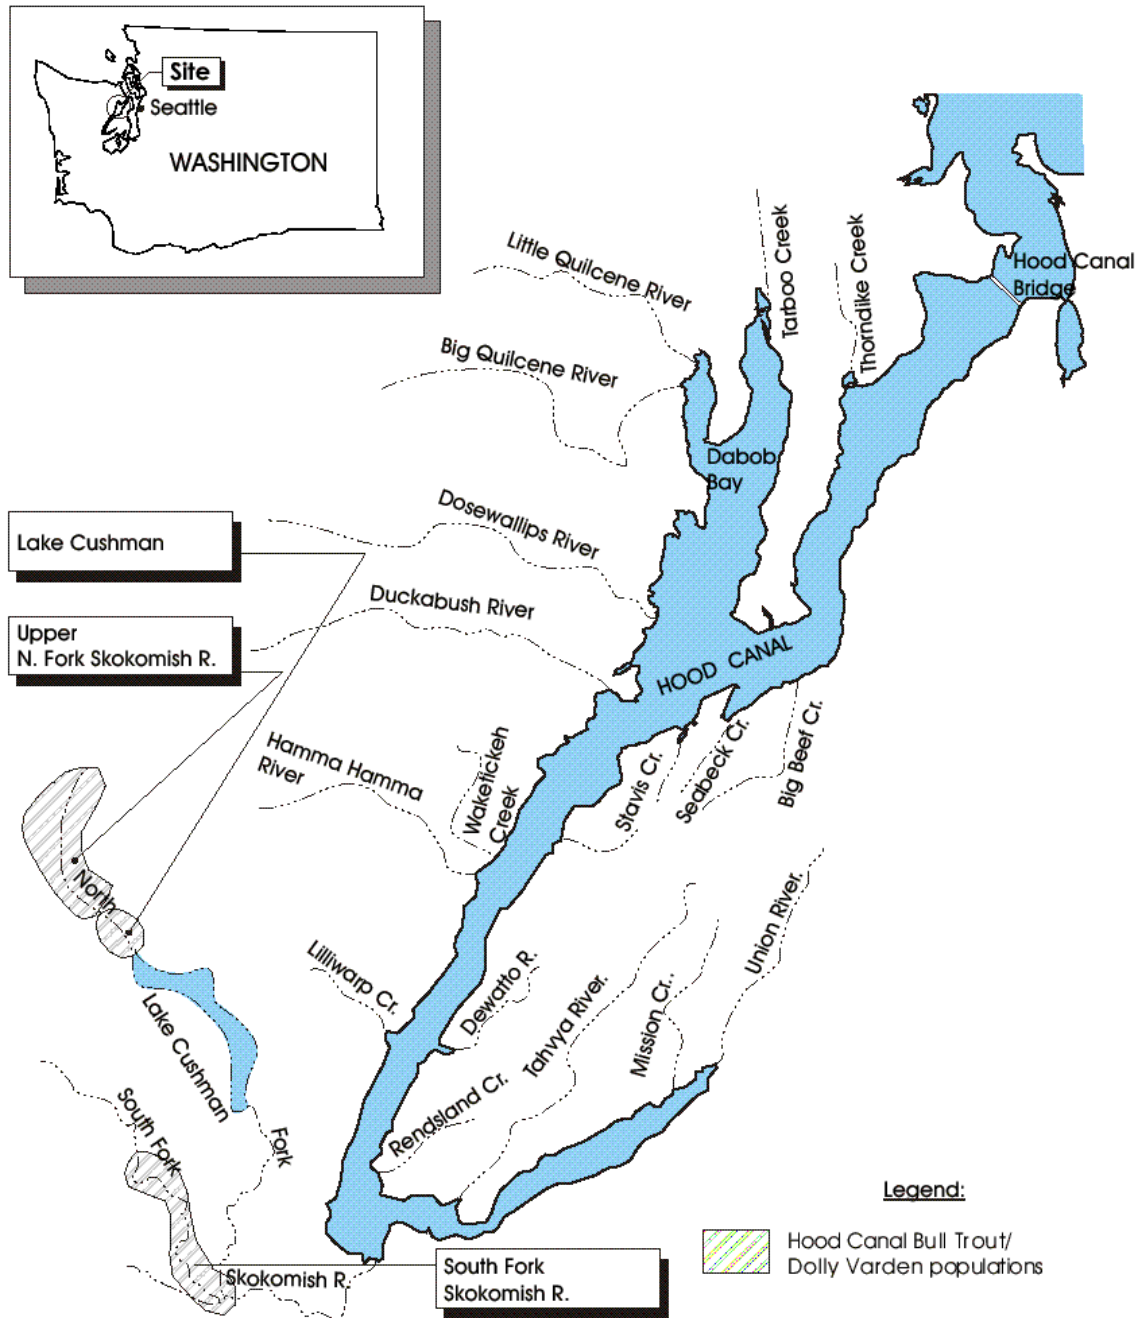 Site
Seattle
WASHINGTON
Little Quilcene River
Tarboo Creek
Thorndike Creek
Hood Canal
Bridge
Big Quilcene River
Dabob
Bay
Dosewallips River
Lake Cushman
Duckabush River
Upper
N. Fork Skokomish R.
HOOD CANAL
Hamma Hamma
River
Waketickeh
Creek
Stavis Cr.
Seabeck Cr.
Big Beef Cr.
North
Union River.
Lilliwarp Cr.
Dewatto R.
Tahvya River.
Mission Cr.
Lake Cushman
South Fork
Fork
Rendsland Cr.
Legend:
Hood Canal Bull Trout/
Dolly Varden populations
Skokomish R.
South Fork
Skokomish R.